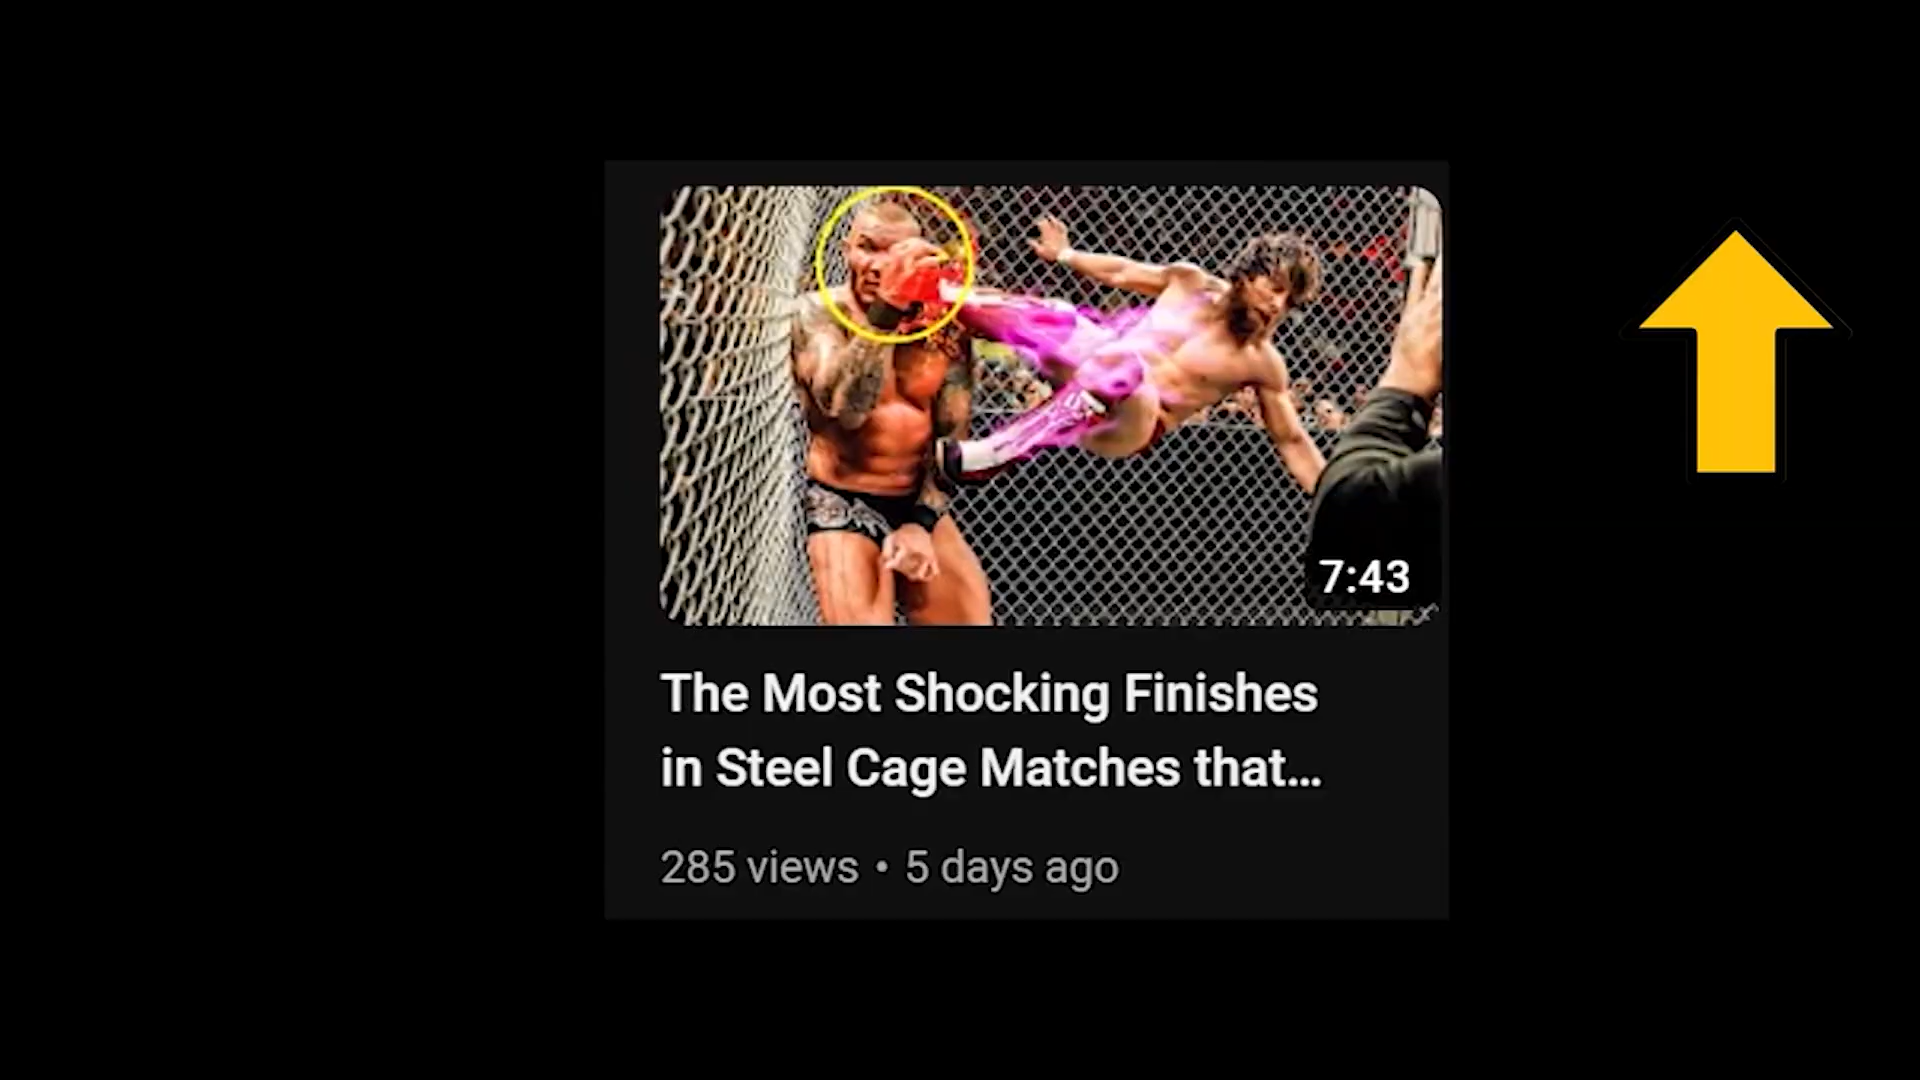 7:43
The Most Shocking Finishes
in Steel Cage Matches that...
285 views • 5 days ago